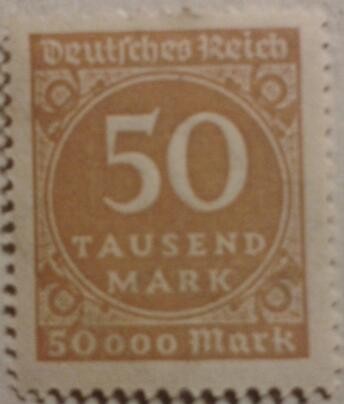 Deutsches Reich
50
TAUSEND
MARK
50000 Mark